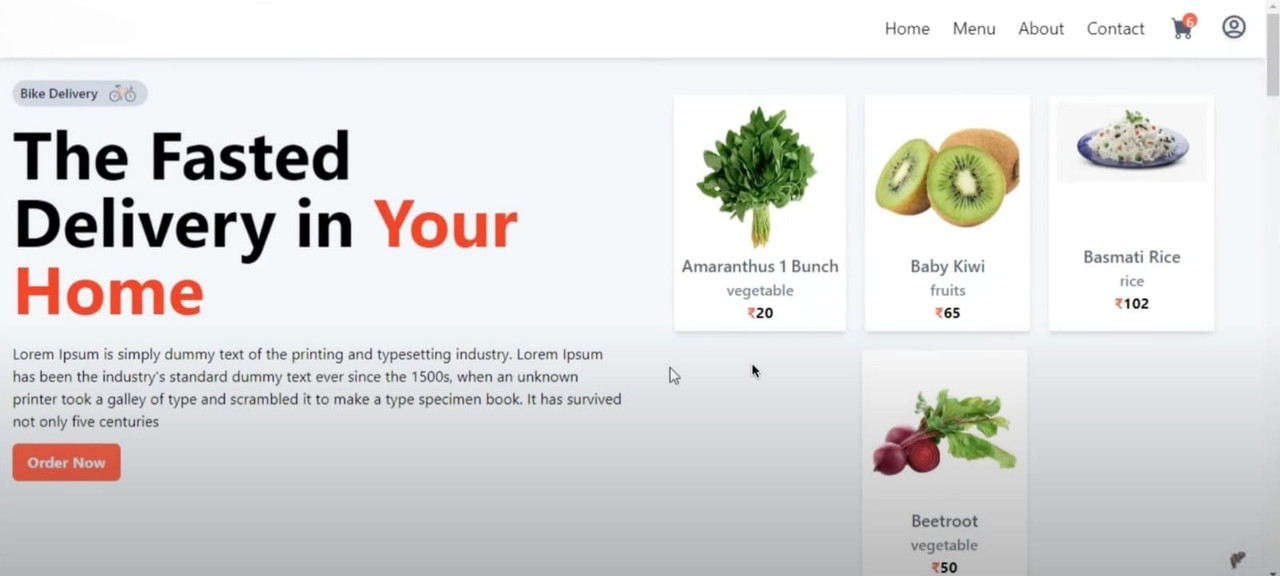 Home Menu About Contact 6
Bike Delivery
The Fasted
Delivery in Your
Home
Lorem Ipsum is simply dummy text of the printing and typesetting industry. Lorem Ipsum
has been the industry's standard dummy text ever since the 1500s, when an unknown
printer took a galley of type and scrambled it to make a type specimen book. It has survived
not only five centuries
Order Now
Amaranthus 1 Bunch
vegetable
₹20
Baby Kiwi
fruits
₹65
Basmati Rice
rice
₹102
Beetroot
vegetable
₹50